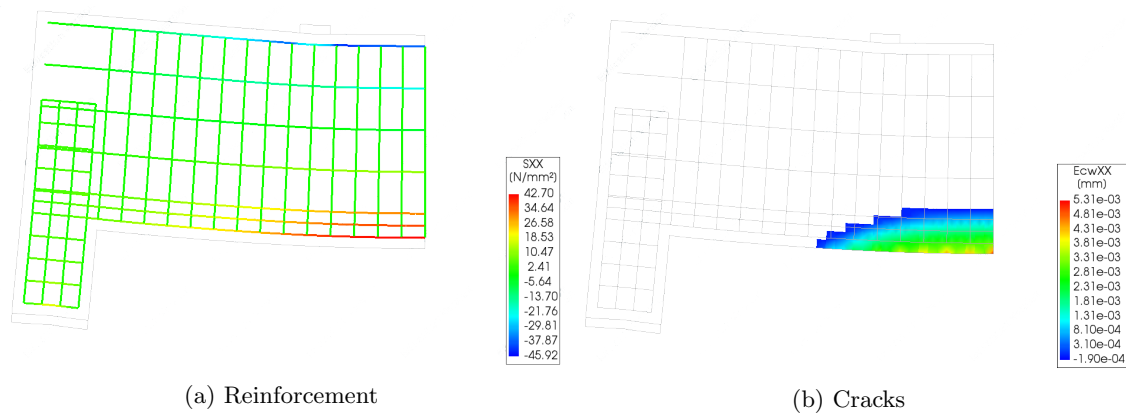 SXX
(N/mm²)
42.70
34.64
26.58
18.53
10.47
2.41
-5.64
-13.70
-21.76
-29.81
-37.87
-45.92
EcwXX
(mm)
5.31e-03
4.81e-03
4.31e-03
3.81e-03
3.31e-03
2.81e-03
2.31e-03
1.81e-03
1.31e-03
8.10e-04
3.10e-04
-1.90e-04
(a) Reinforcement
(b) Cracks